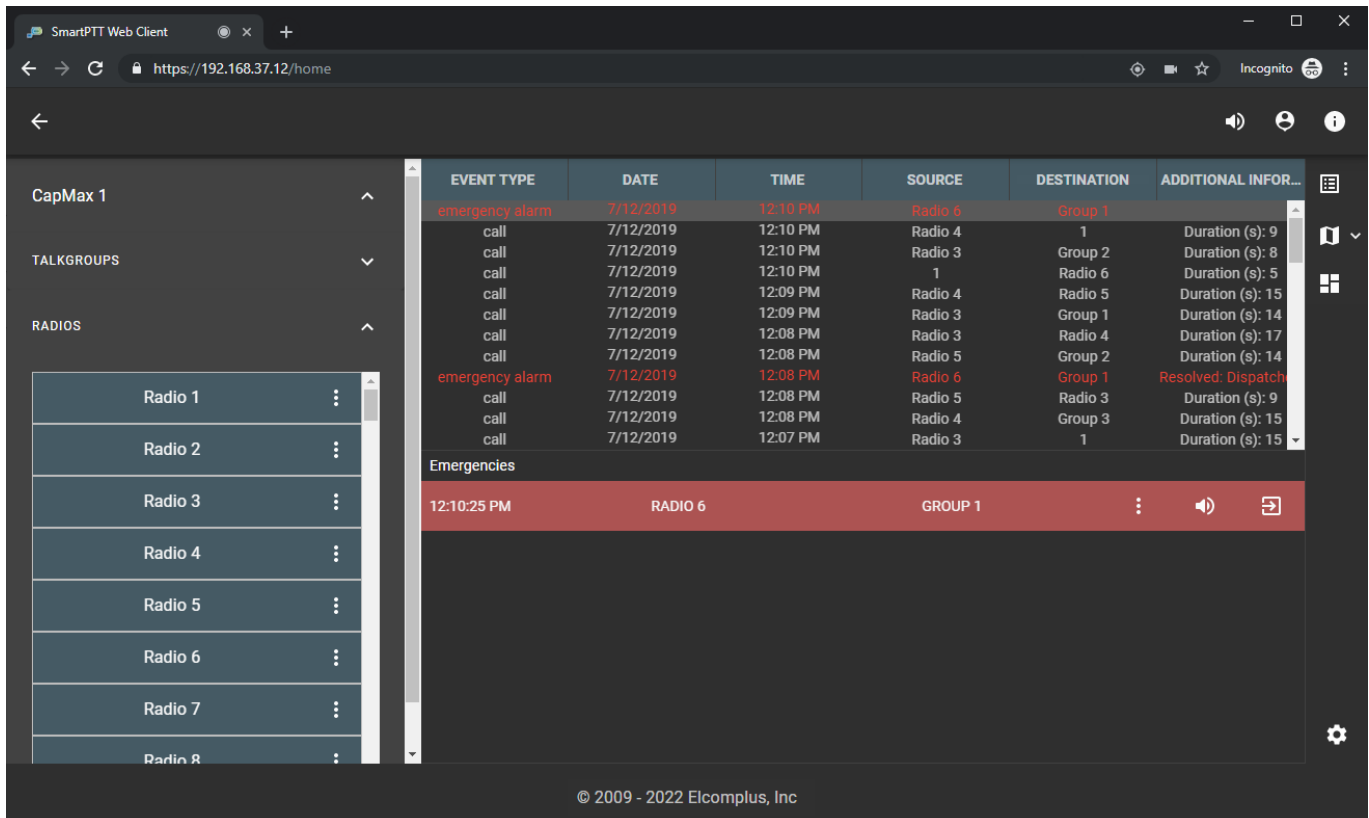 SmartPTT Web Client
https://192.168.37.12/home
Incognito
CapMax 1
TALKGROUPS
RADIOS
Radio 1
Radio 2
Radio 3
Radio 4
Radio 5
Radio 6
Radio 7
Radio 8
EVENT TYPE DATE TIME SOURCE DESTINATION ADDITIONAL INFOR...
emergency alarm 7/12/2019 12:10 PM Radio 6 Group 1
call 7/12/2019 12:10 PM Radio 4 1 Duration (s): 9
call 7/12/2019 12:10 PM Radio 3 Group 2 Duration (s): 8
call 7/12/2019 12:10 PM 1 Radio 6 Duration (s): 5
call 7/12/2019 12:09 PM Radio 4 Radio 5 Duration (s): 15
call 7/12/2019 12:09 PM Radio 3 Group 1 Duration (s): 14
call 7/12/2019 12:08 PM Radio 3 Radio 4 Duration (s): 17
call 7/12/2019 12:08 PM Radio 5 Group 2 Duration (s): 14
emergency alarm 7/12/2019 12:08 PM Radio 6 Group 1 Resolved: Dispatch
call 7/12/2019 12:08 PM Radio 5 Radio 3 Duration (s): 9
call 7/12/2019 12:08 PM Radio 4 Group 3 Duration (s): 15
call 7/12/2019 12:07 PM Radio 3 1 Duration (s): 15
Emergencies
12:10:25 PM RADIO 6 GROUP 1
© 2009 - 2022 Elcomplus, Inc